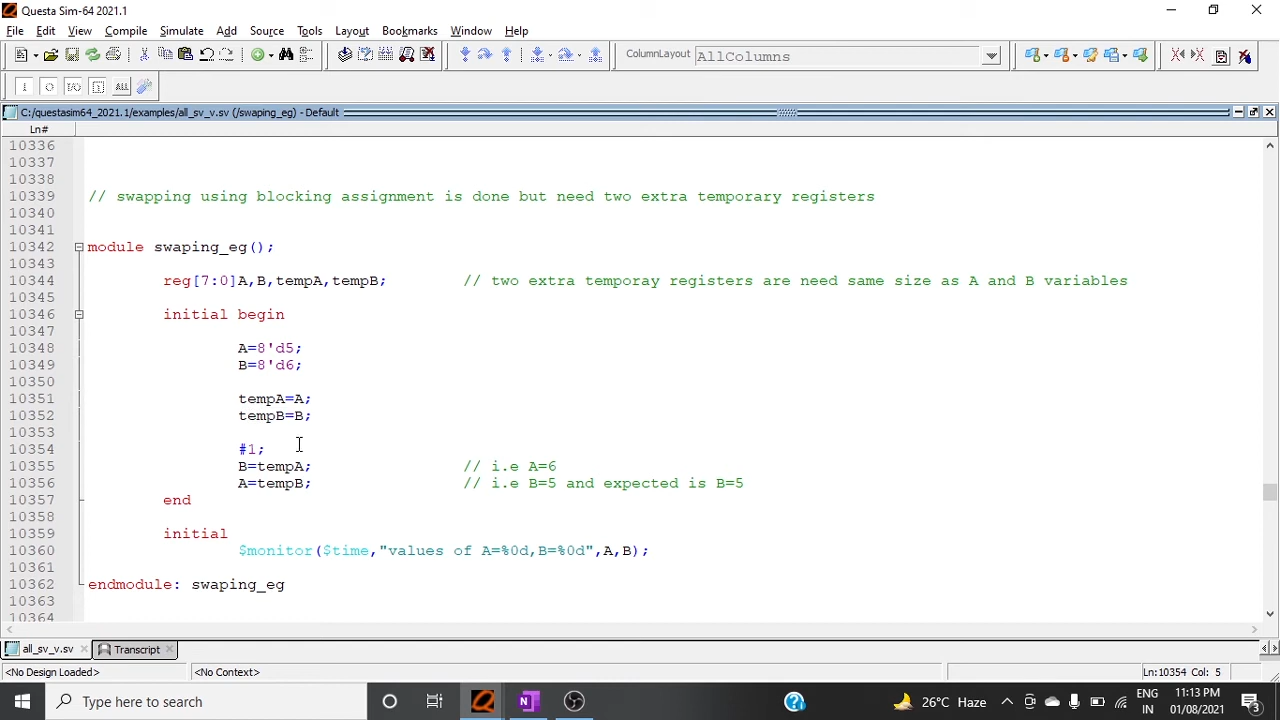 Questa Sim-64 2021.1
File Edit View Compile Simulate Add Source Tools Layout Bookmarks Window Help
ColumnLayout AllColumns
C:/questasim64_2021.1/examples/all_sv_v.sv (/swaping_eg) - Default
Ln#
10336
10337
10338
10339 // swapping using blocking assignment is done but need two extra temporary registers
10340
10341
10342 module swaping_eg();
10343
10344 reg[7:0]A,B,tempA,tempB; // two extra temporay registers are need same size as A and B variables
10345
10346 initial begin
10347
10348 A=8'd5;
10349 B=8'd6;
10350
10351 tempA=A;
10352 tempB=B;
10353
10354 #1;
10355 B=tempA; // i.e A=6
10356 A=tempB; // i.e B=5 and expected is B=5
10357 end
10358
10359 initial
10360 $monitor($time,"values of A=%0d,B=%0d",A,B);
10361
10362 endmodule: swaping_eg
10363
10364
all_sv_v.sv Transcript
<No Design Loaded> <No Context> Ln:10354 Col: 5
Type here to search 26°C Haze ENG IN 11:13 PM 01/08/2021 3